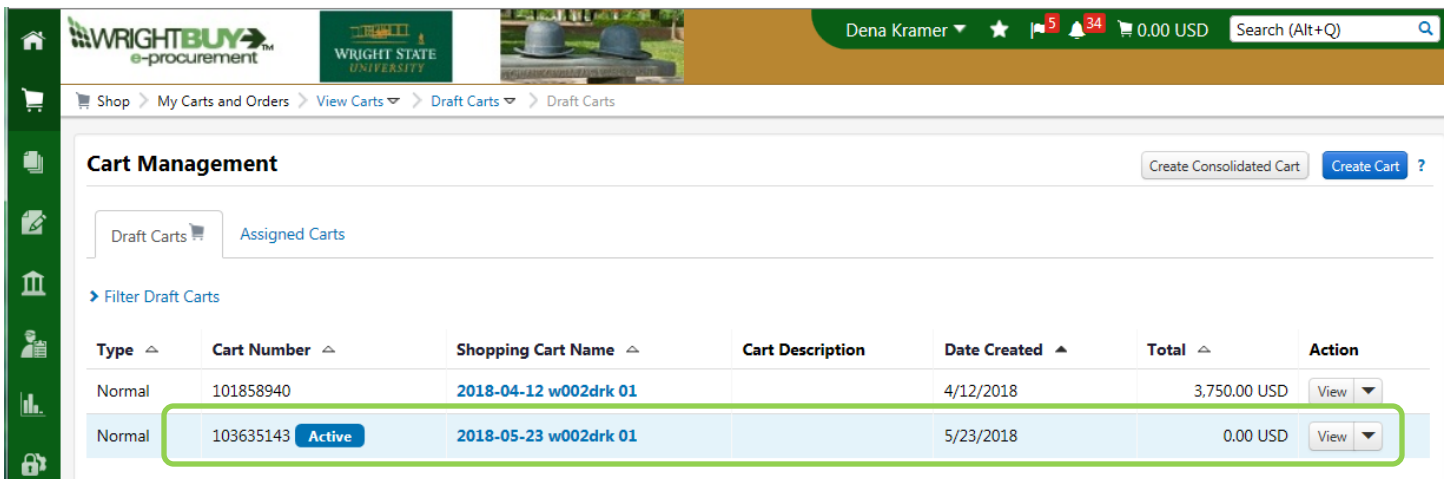 WRIGHTBUY TM
e-procurement
WRIGHT STATE
UNIVERSITY
Dena Kramer 5 34 0.00 USD Search (Alt+Q)
Shop My Carts and Orders View Carts Draft Carts Draft Carts
Cart Management Create Consolidated Cart Create Cart ?
Draft Carts Assigned Carts
Filter Draft Carts
Type Cart Number Shopping Cart Name Cart Description Date Created Total Action
Normal 101858940 2018-04-12 w002drk 01 4/12/2018 3,750.00 USD View
Normal 103635143 Active 2018-05-23 w002drk 01 5/23/2018 0.00 USD View